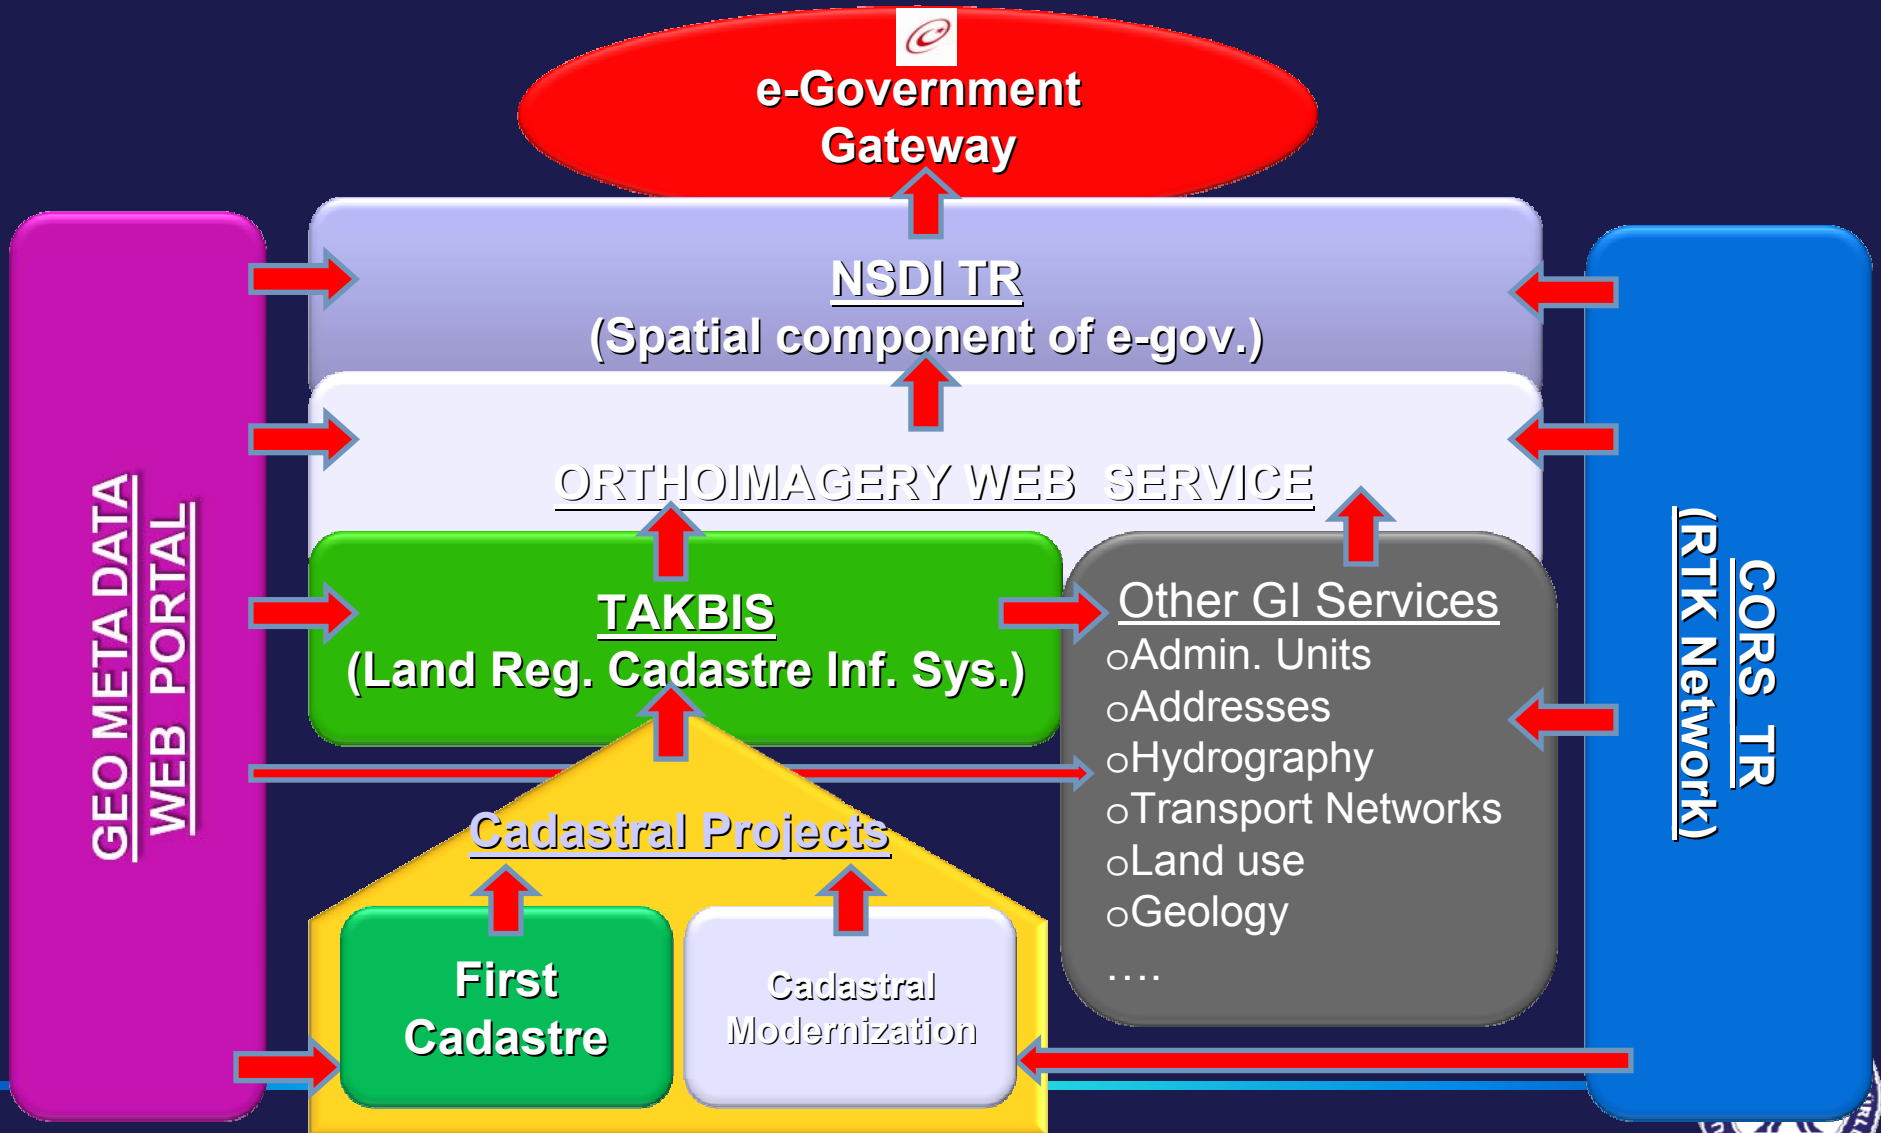 e-Government
Gateway
NSDI TR
(Spatial component of e-gov.)
ORTHOIMAGERY WEB SERVICE
TAKBIS
(Land Reg. Cadastre Inf. Sys.)
Other GI Services
oAdmin. Units
oAddresses
oHydrography
oTransport Networks
oLand use
oGeology
....
Cadastral Projects
First
Cadastre
Cadastral
Modernization
GEO META DATA
WEB PORTAL
CORS_TR
(RTK Network)